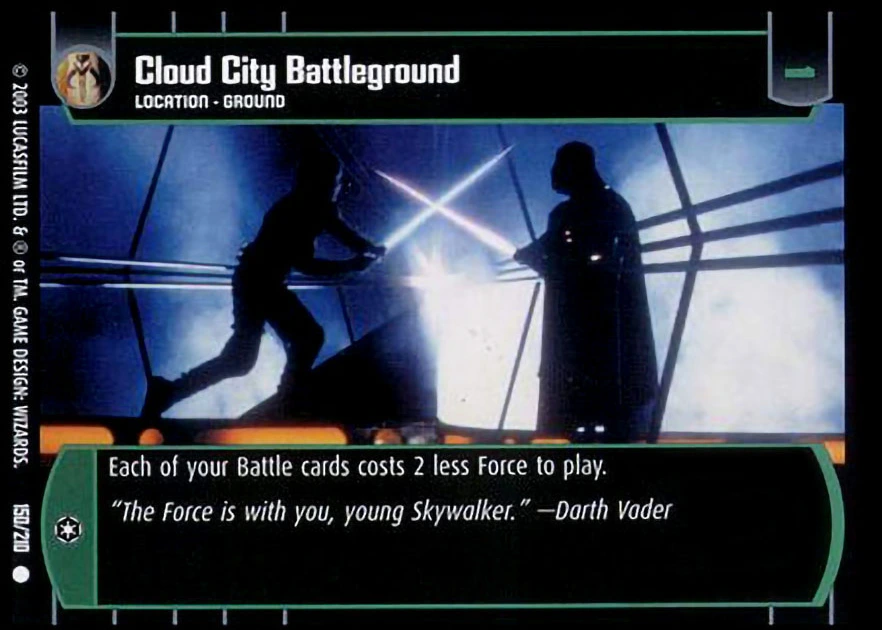 Cloud City Battleground
LOCATION - GROUND
Each of your Battle cards costs 2 less Force to play.
“The Force is with you, young Skywalker.” —Darth Vader
© 2003 LUCASFILM LTD. & ® or TM. GAME DESIGN: WIZARDS. 150/210